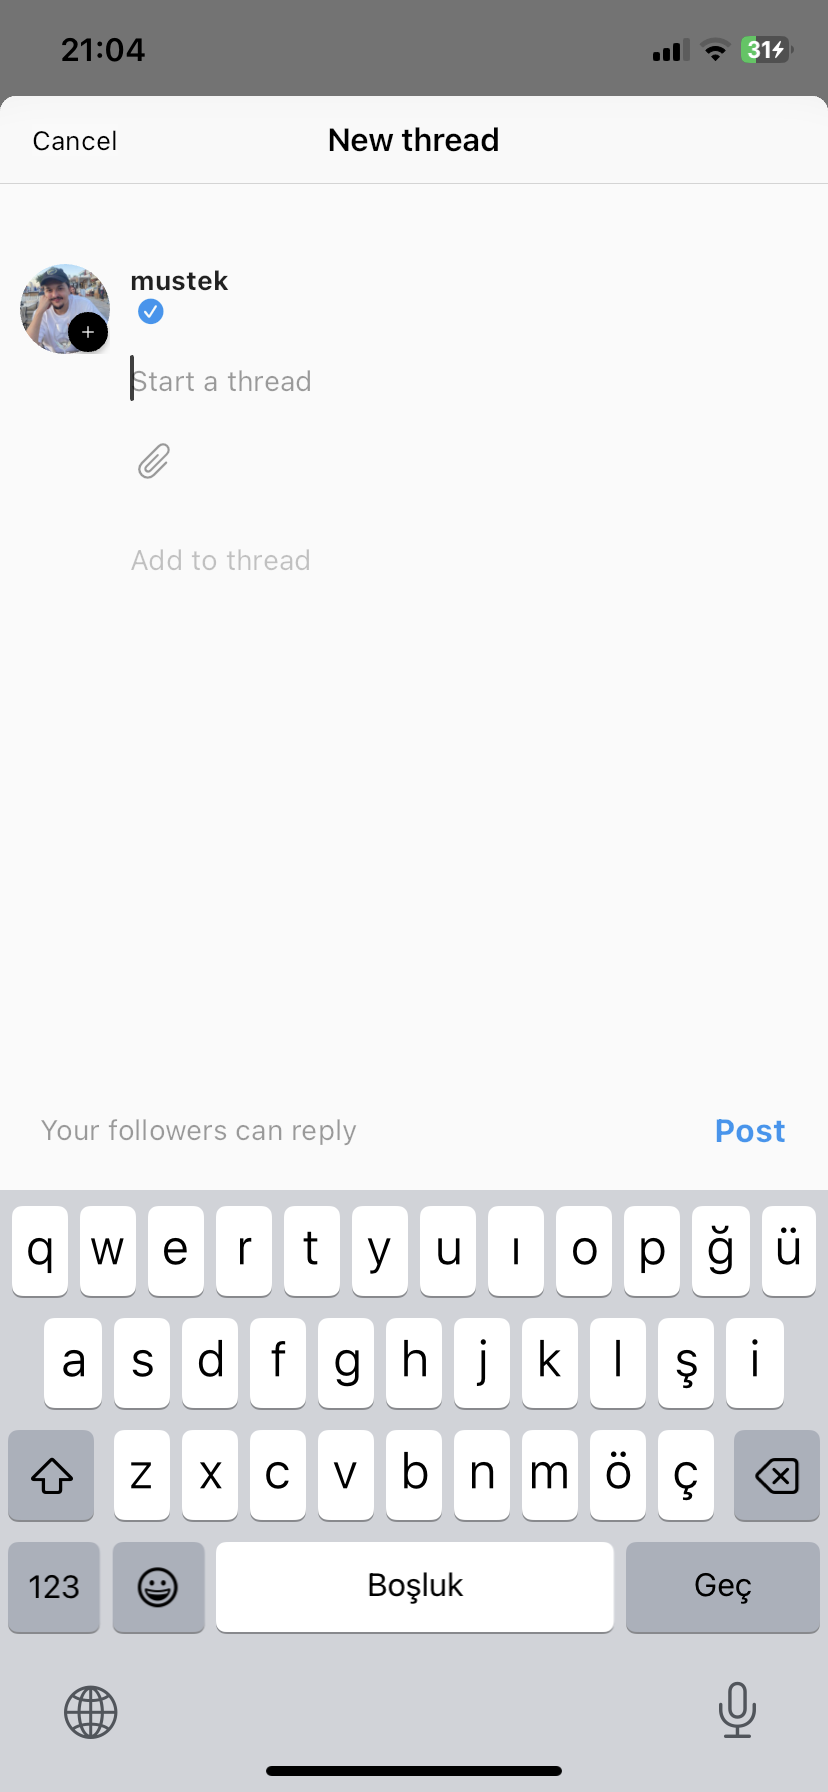 21:04
31
Cancel
New thread
mustek
Start a thread
Add to thread
Your followers can reply
Post
q w e r t y u ı o p ğ ü
a s d f g h j k l ş i
z x c v b n m ö ç
123
Boşluk
Geç